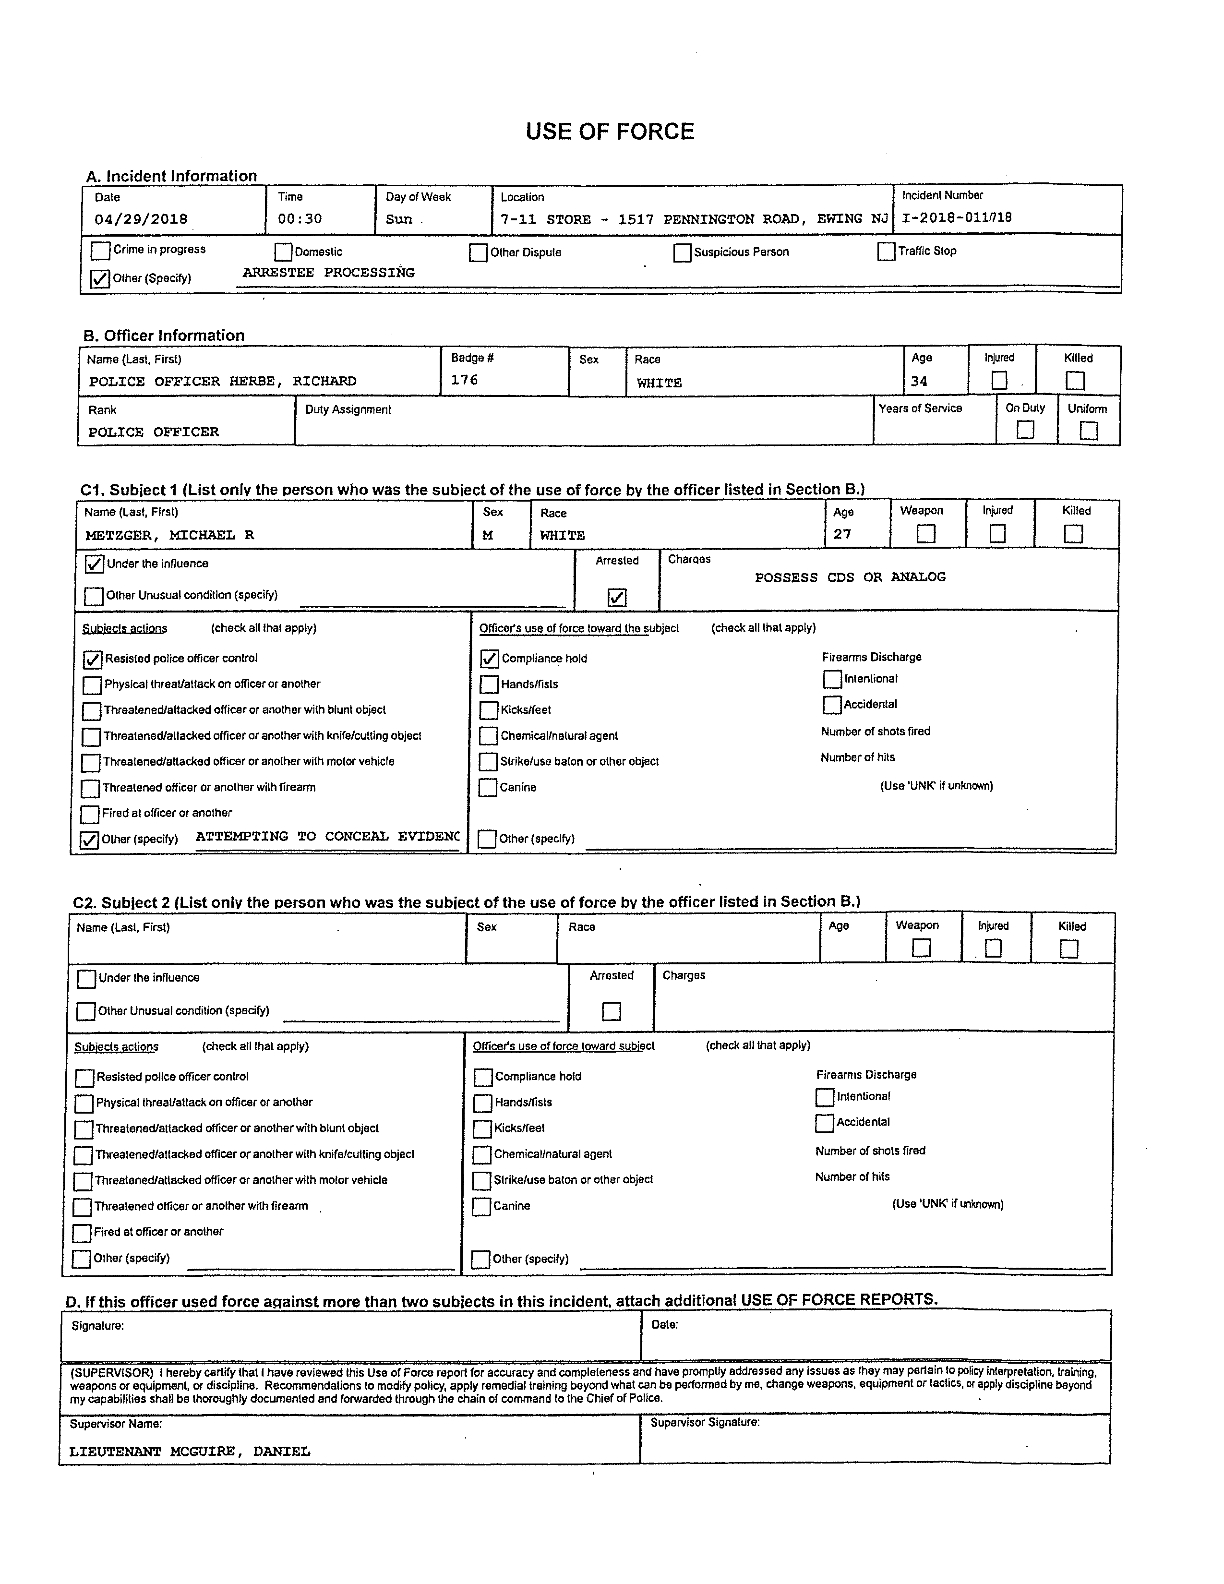 USE OF FORCE
A. Incident Information
Date Time Day of Week Location Incident Number
04/29/2018 00:30 Sun 7-11 STORE - 1517 PENNINGTON ROAD, EWING NJ I-2018-011718
Crime in progress Domestic Other Dispute Suspicious Person Traffic Stop
Other (Specify) ARRESTEE PROCESSING
B. Officer Information
Name (Last, First) Badge # Sex Race Age Injured Killed
POLICE OFFICER HERBE, RICHARD 176 WHITE 34
Rank Duty Assignment Years of Service On Duty Uniform
POLICE OFFICER
C1. Subject 1 (List only the person who was the subject of the use of force by the officer listed in Section B.)
Name (Last, First) Sex Race Age Weapon Injured Killed
METZGER, MICHAEL R M WHITE 27
Under the influence Arrested Charges
POSSESS CDS OR ANALOG
Other Unusual condition (specify)
Subjects actions (check all that apply) Officer's use of force toward the subject (check all that apply)
Resisted police officer control Compliance hold Firearms Discharge
Physical threat/attack on officer or another Hands/fists Intentional
Threatened/attacked officer or another with blunt object Kicks/feet Accidental
Threatened/attacked officer or another with knife/cutting object Chemical/natural agent Number of shots fired
Threatened/attacked officer or another with motor vehicle Strike/use baton or other object Number of hits
Threatened officer or another with firearm Canine (Use 'UNK' if unknown)
Fired at officer or another
Other (specify) ATTEMPTING TO CONCEAL EVIDENC Other (specify)
C2. Subject 2 (List only the person who was the subject of the use of force by the officer listed in Section B.)
Name (Last, First) Sex Race Age Weapon Injured Killed
Under the influence Arrested Charges
Other Unusual condition (specify)
Subjects actions (check all that apply) Officer's use of force toward subject (check all that apply)
Resisted police officer control Compliance hold Firearms Discharge
Physical threat/attack on officer or another Hands/fists Intentional
Threatened/attacked officer or another with blunt object Kicks/feet Accidental
Threatened/attacked officer or another with knife/cutting object Chemical/natural agent Number of shots fired
Threatened/attacked officer or another with motor vehicle Strike/use baton or other object Number of hits
Threatened officer or another with firearm Canine (Use 'UNK' if unknown)
Fired at officer or another
Other (specify) Other (specify)
D. If this officer used force against more than two subjects in this incident, attach additional USE OF FORCE REPORTS.
Signature: Date:
(SUPERVISOR) I hereby certify that I have reviewed this Use of Force report for accuracy and completeness and have promptly addressed any issues as they may pertain to policy interpretation, training,
weapons or equipment, or discipline. Recommendations to modify policy, apply remedial training beyond what can be performed by me, change weapons, equipment or tactics, or apply discipline beyond
my capabilities shall be thoroughly documented and forwarded through the chain of command to the Chief of Police.
Supervisor Name: Supervisor Signature:
LIEUTENANT MCGUIRE, DANIEL